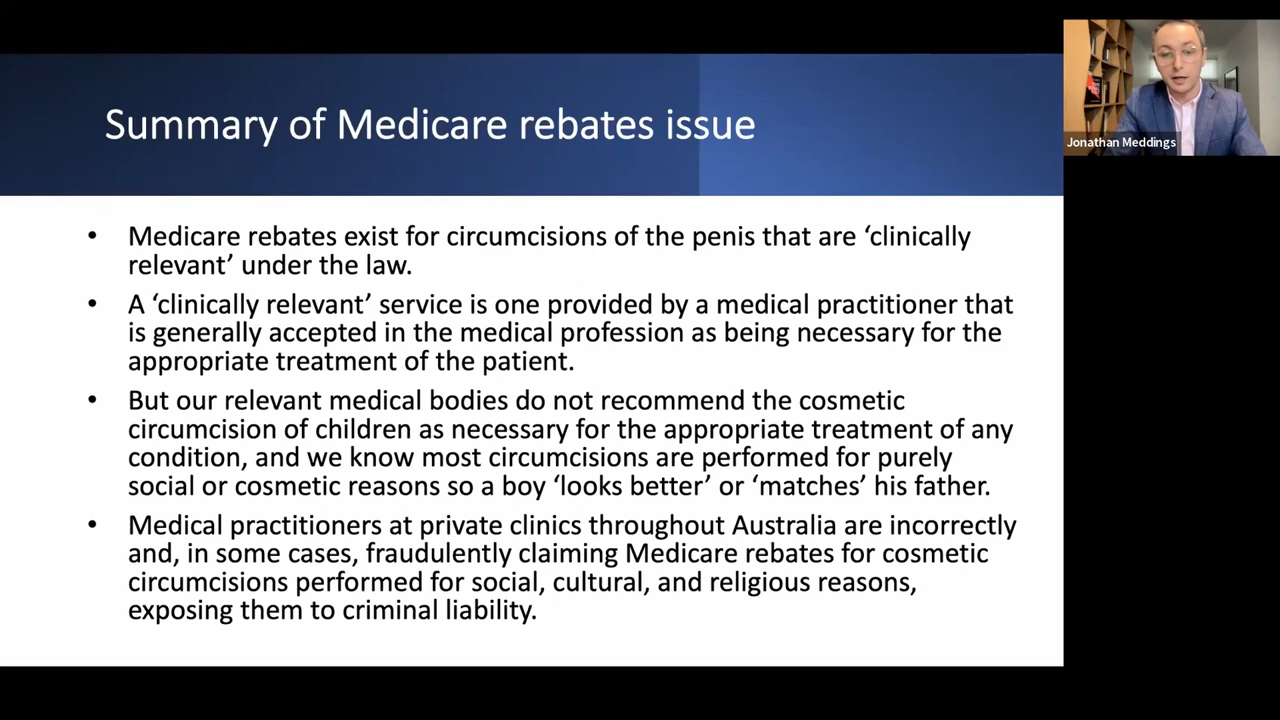 Summary of Medicare rebates issue
Jonathan Meddings
• Medicare rebates exist for circumcisions of the penis that are ‘clinically
relevant’ under the law.
• A ‘clinically relevant’ service is one provided by a medical practitioner that
is generally accepted in the medical profession as being necessary for the
appropriate treatment of the patient.
• But our relevant medical bodies do not recommend the cosmetic
circumcision of children as necessary for the appropriate treatment of any
condition, and we know most circumcisions are performed for purely
social or cosmetic reasons so a boy ‘looks better’ or ‘matches’ his father.
• Medical practitioners at private clinics throughout Australia are incorrectly
and, in some cases, fraudulently claiming Medicare rebates for cosmetic
circumcisions performed for social, cultural, and religious reasons,
exposing them to criminal liability.